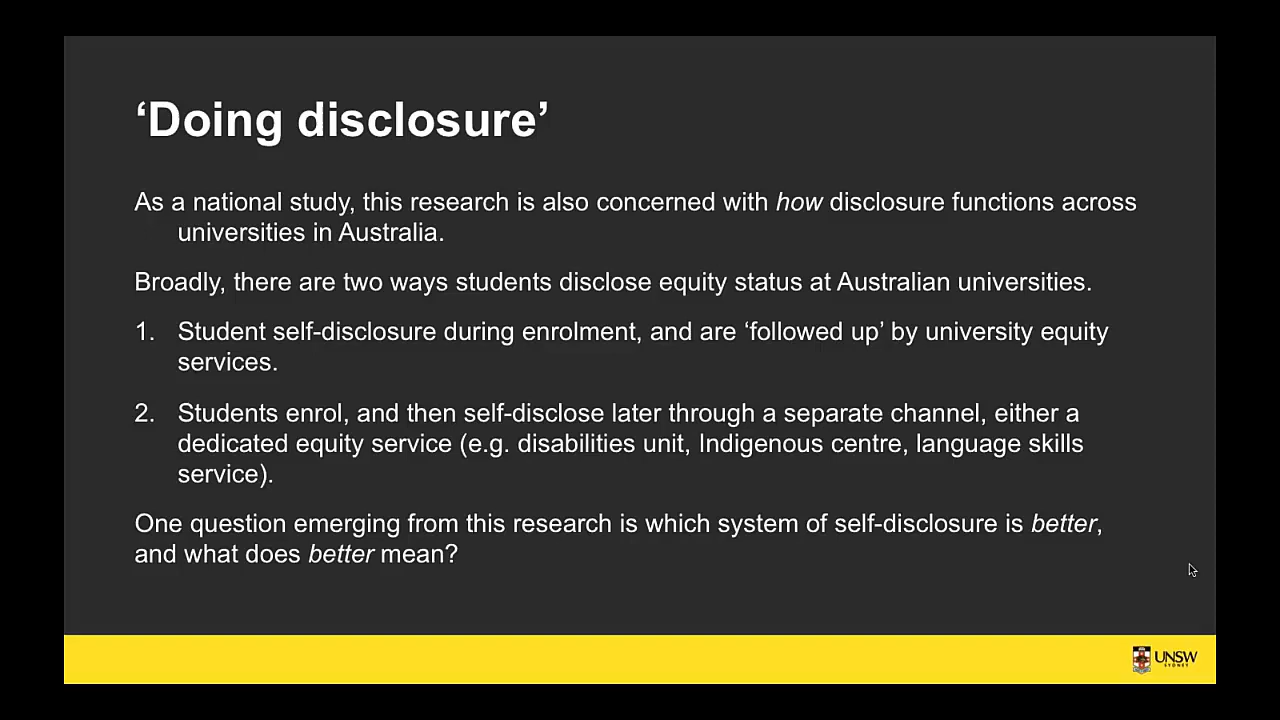 ‘Doing disclosure’
As a national study, this research is also concerned with how disclosure functions across
universities in Australia.
Broadly, there are two ways students disclose equity status at Australian universities.
1. Student self-disclosure during enrolment, and are ‘followed up’ by university equity
services.
2. Students enrol, and then self-disclose later through a separate channel, either a
dedicated equity service (e.g. disabilities unit, Indigenous centre, language skills
service).
One question emerging from this research is which system of self-disclosure is better,
and what does better mean?
UNSW
SYDNEY